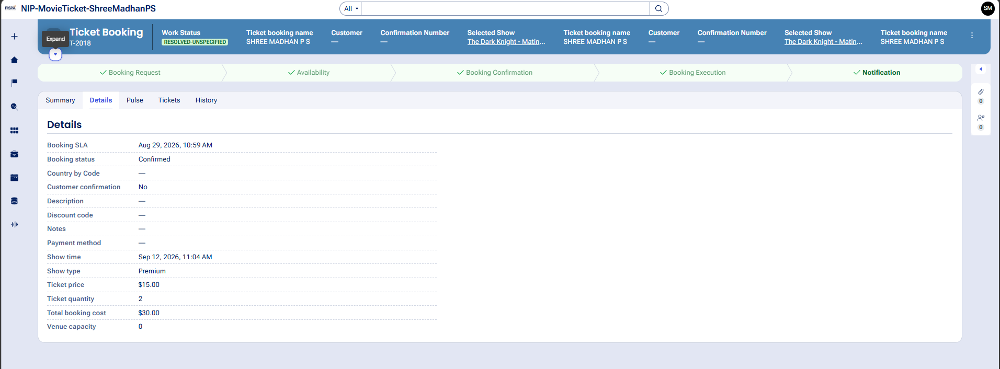 FISPA NIP-MovieTicket-ShreeMadhanPS
All
SM
Expand
Ticket Booking
T-2018
Work Status
RESOLVED-UNSPECIFIED
Ticket booking name
SHREE MADHAN P S
Customer
—
Confirmation Number
—
Selected Show
The Dark Knight - Matin...
Ticket booking name
SHREE MADHAN P S
Customer
—
Confirmation Number
—
Selected Show
The Dark Knight - Matin...
Ticket booking name
SHREE MADHAN P S
Booking Request
Availability
Booking Confirmation
Booking Execution
Notification
Summary Details Pulse Tickets History
0
0
Details
Booking SLA Aug 29, 2026, 10:59 AM
Booking status Confirmed
Country by Code —
Customer confirmation No
Description —
Discount code —
Notes —
Payment method —
Show time Sep 12, 2026, 11:04 AM
Show type Premium
Ticket price $15.00
Ticket quantity 2
Total booking cost $30.00
Venue capacity 0